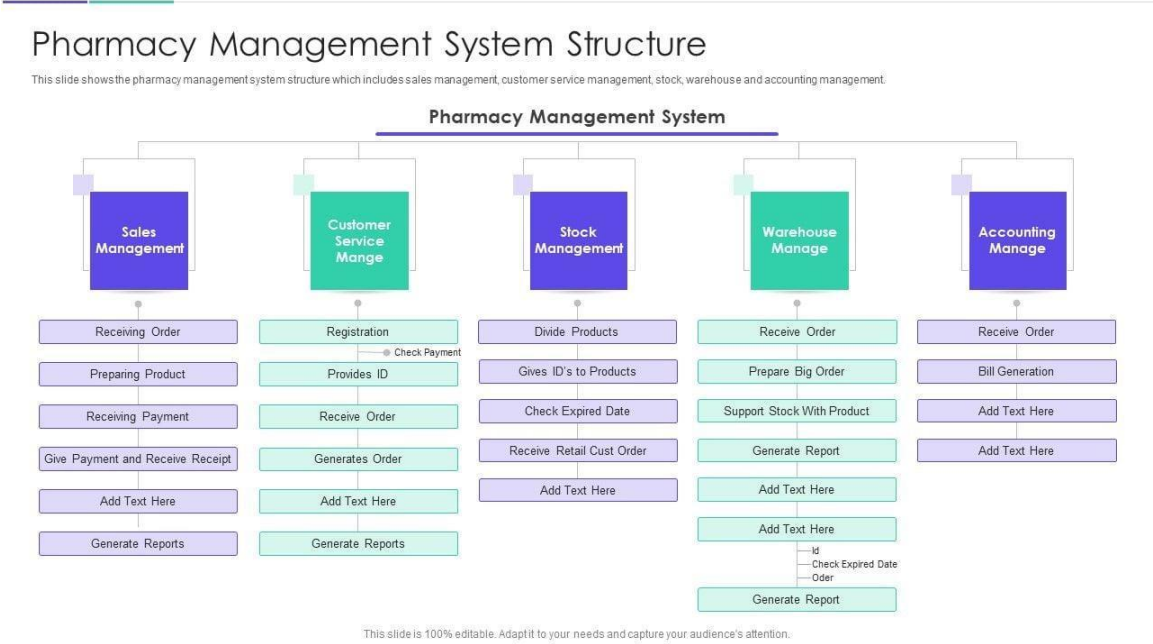 Pharmacy Management System Structure
This slide shows the pharmacy management system structure which includes sales management, customer service management, stock, warehouse and accounting management.
Pharmacy Management System
Sales
Management
Receiving Order
Preparing Product
Receiving Payment
Give Payment and Receive Receipt
Add Text Here
Generate Reports
Customer
Service
Mange
Registration
Check Payment
Provides ID
Receive Order
Generates Order
Add Text Here
Generate Reports
Stock
Management
Divide Products
Gives ID's to Products
Check Expired Date
Receive Retail Cust Order
Add Text Here
Warehouse
Manage
Receive Order
Prepare Big Order
Support Stock With Product
Generate Report
Add Text Here
Add Text Here
Id
Check Expired Date
Oder
Generate Report
Accounting
Manage
Receive Order
Bill Generation
Add Text Here
Add Text Here
This slide is 100% editable. Adapt it to your needs and capture your audience's attention.